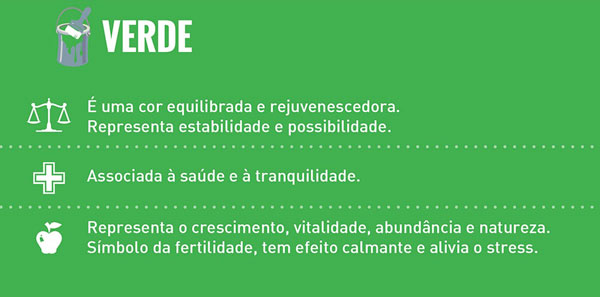 VERDE
É uma cor equilibrada e rejuvenescedora.
Representa estabilidade e possibilidade.
Associada à saúde e à tranquilidade.
Representa o crescimento, vitalidade, abundância e natureza.
Símbolo da fertilidade, tem efeito calmante e alivia o stress.